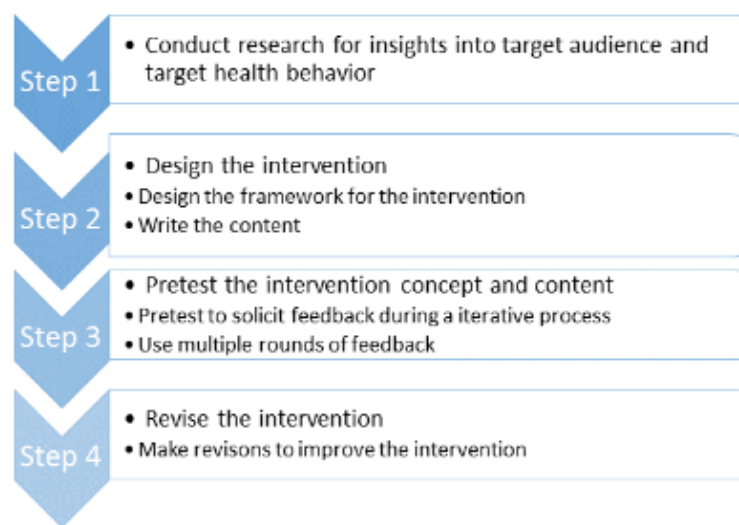 Step 1
• Conduct research for insights into target audience and
target health behavior
Step 2
• Design the intervention
• Design the framework for the intervention
• Write the content
Step 3
• Pretest the intervention concept and content
• Pretest to solicit feedback during a iterative process
• Use multiple rounds of feedback
Step 4
• Revise the intervention
• Make revisons to improve the intervention